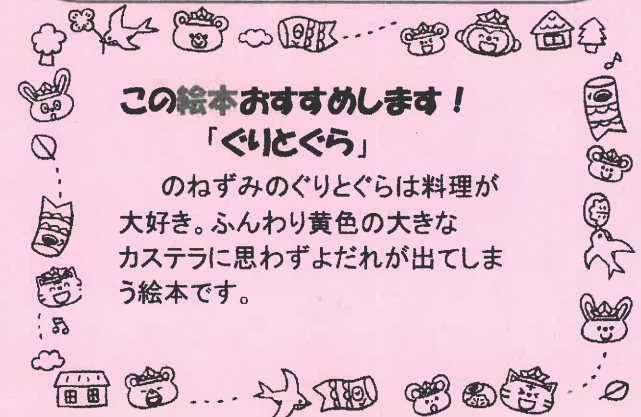 この絵本おすすめします！
「ぐりとぐら」
のねずみのぐりとぐらは料理が
大好き。ふんわり黄色の大きな
カステラに思わずよだれが出てしま
う絵本です。